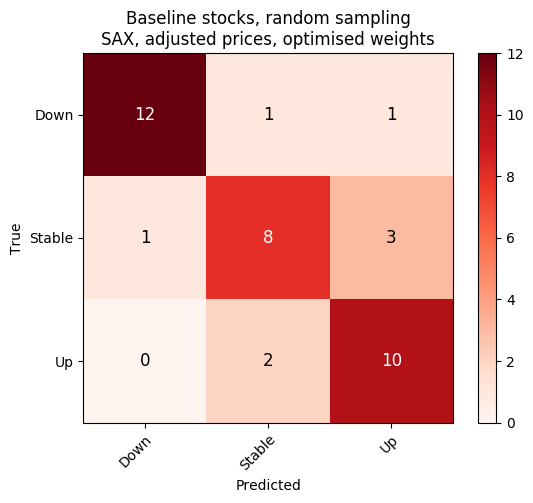 Baseline stocks, random sampling
SAX, adjusted prices, optimised weights
True
Down
12
1
1
Stable
1
8
3
Up
0
2
10
Down
Stable
Up
Predicted
12
10
8
6
4
2
0